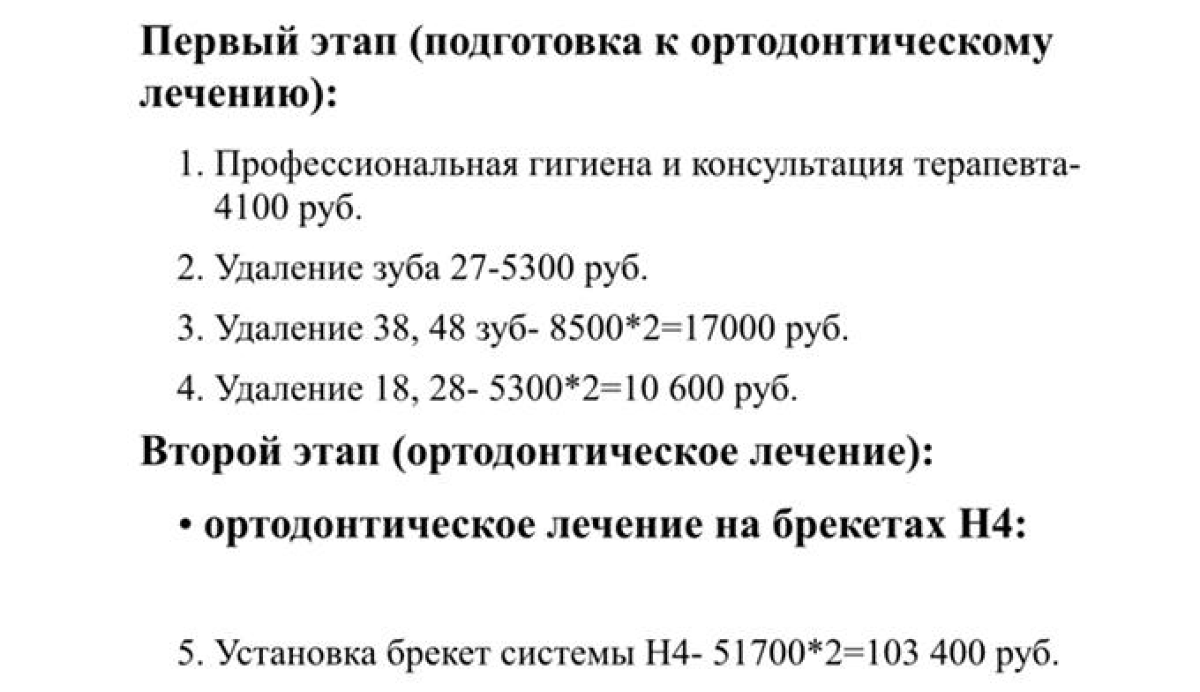 Первый этап (подготовка к ортодонтическому
лечению):
1. Профессиональная гигиена и консультация терапевта-
4100 руб.
2. Удаление зуба 27-5300 руб.
3. Удаление 38, 48 зуб- 8500*2=17000 руб.
4. Удаление 18, 28- 5300*2=10 600 руб.
Второй этап (ортодонтическое лечение):
• ортодонтическое лечение на брекетах H4:
5. Установка брекет системы H4- 51700*2=103 400 руб.